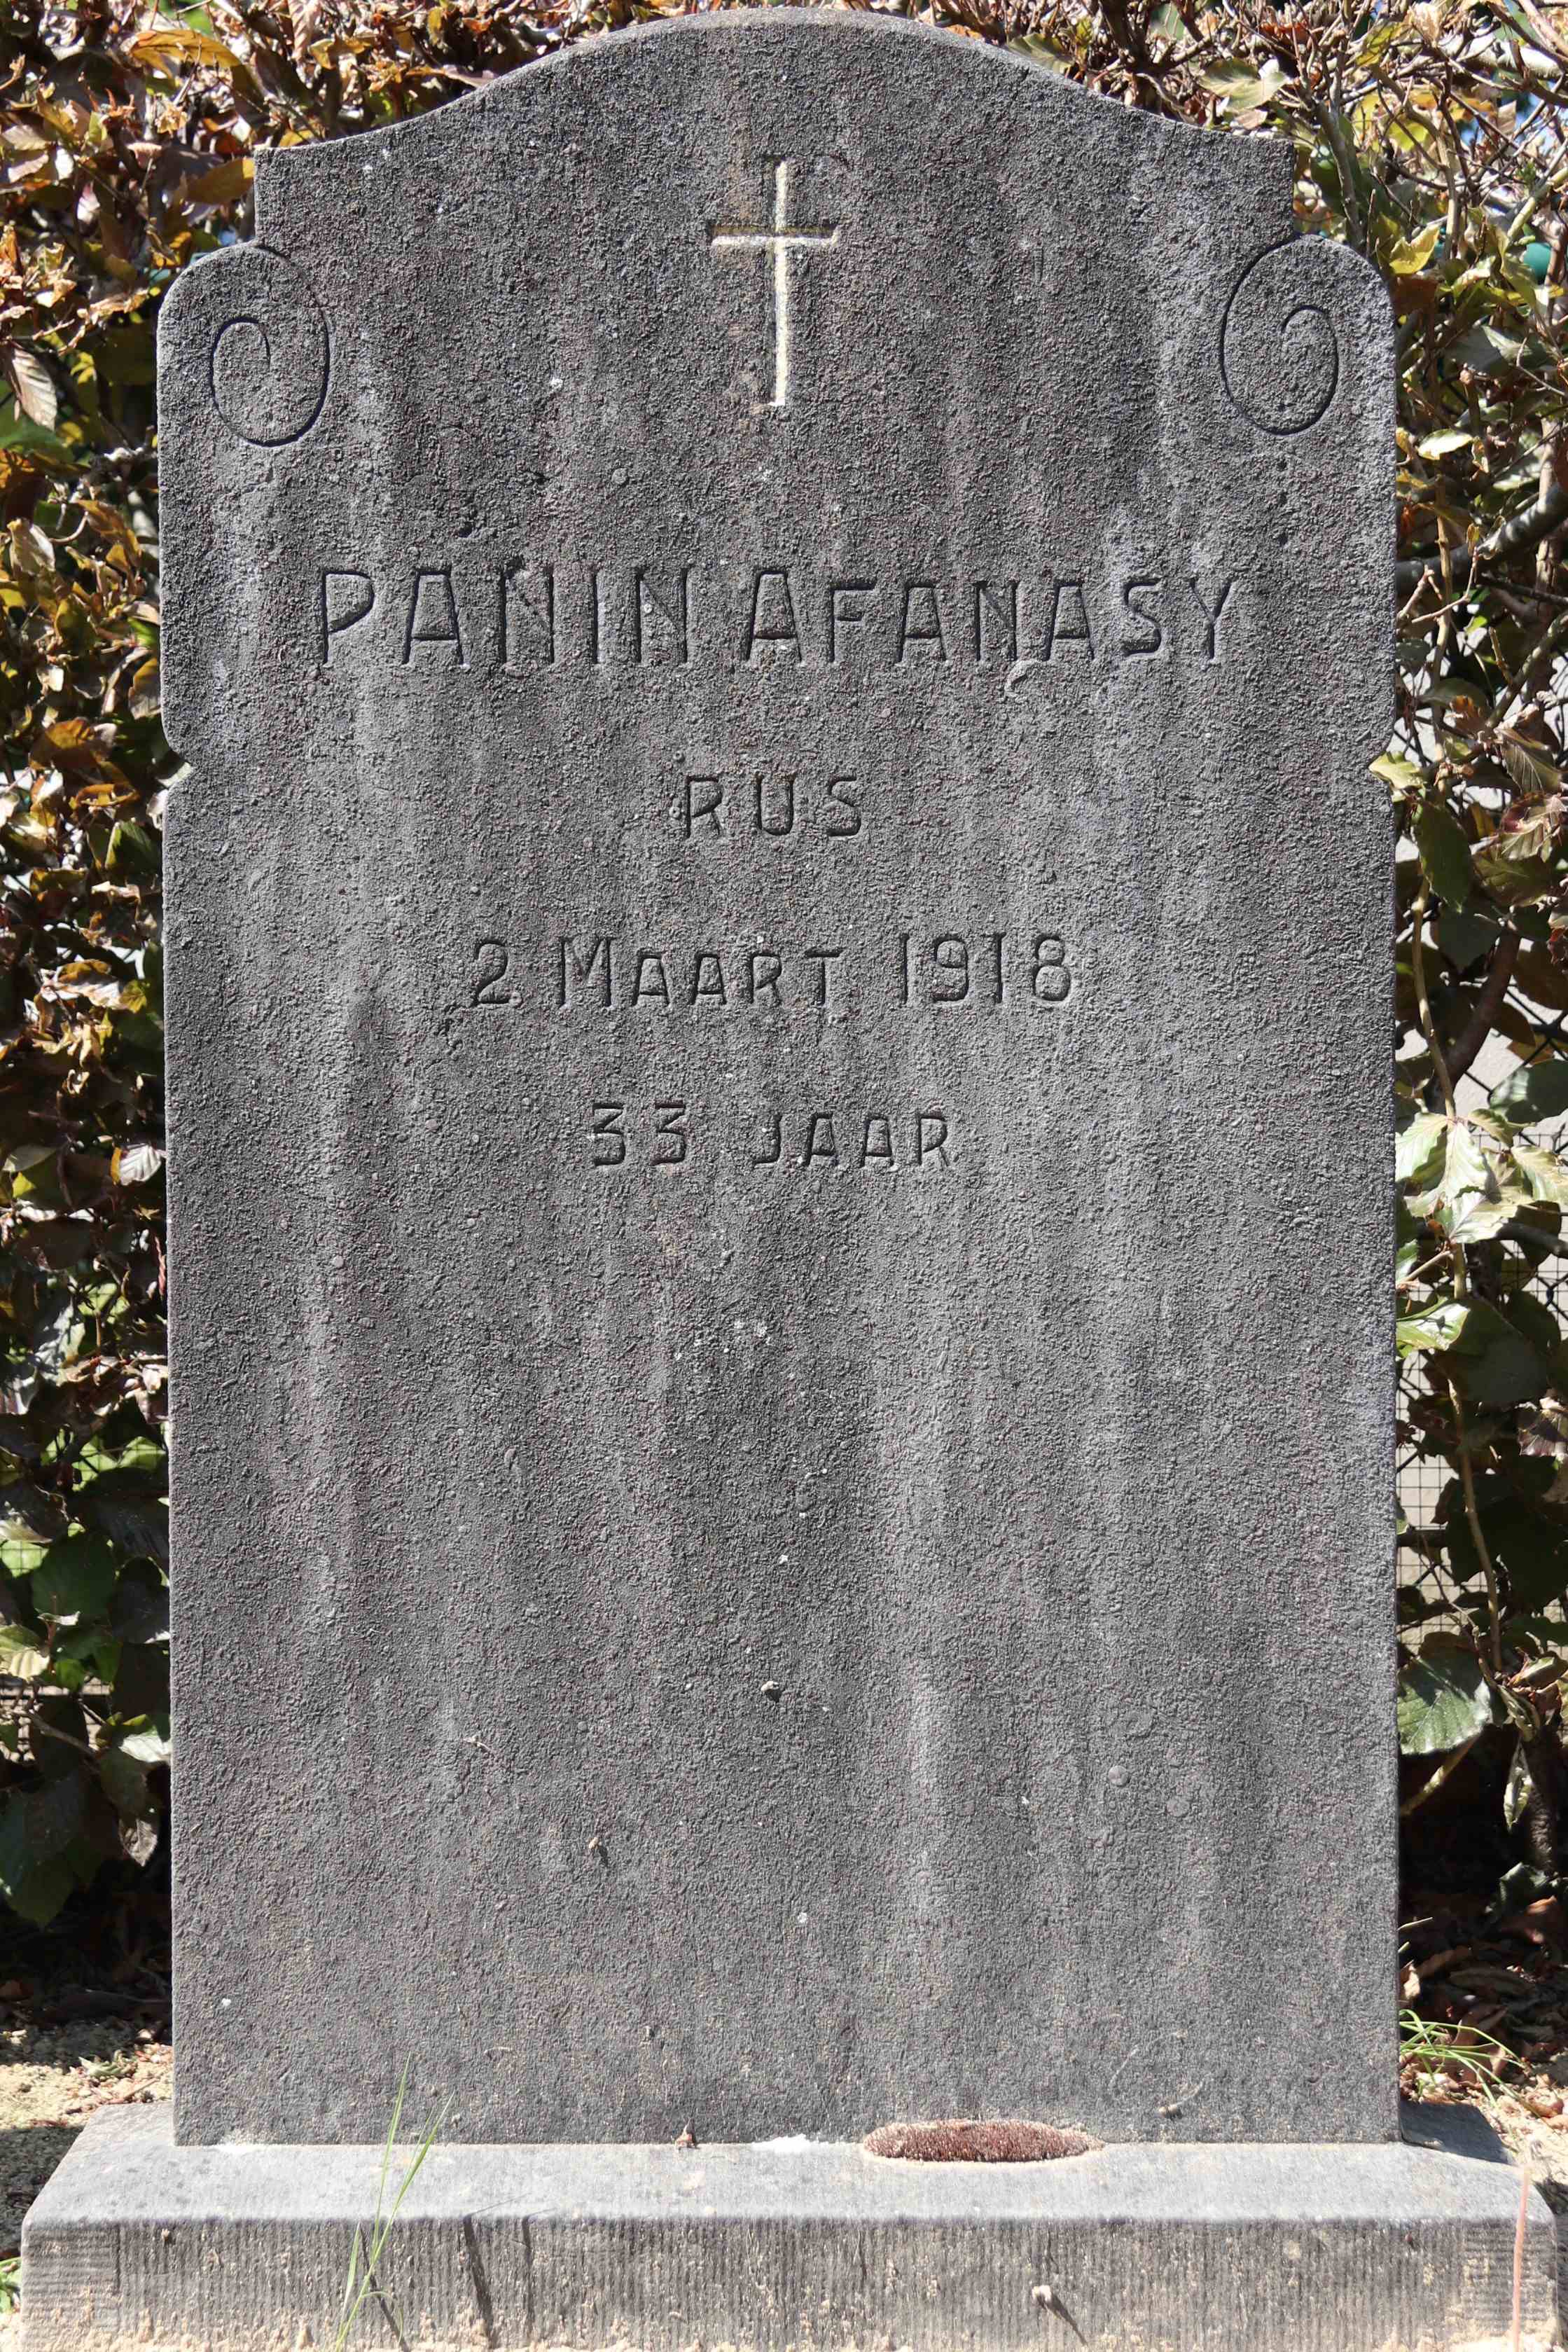 PANIN AFANASY
RUS
2 MAART 1918
33 JAAR